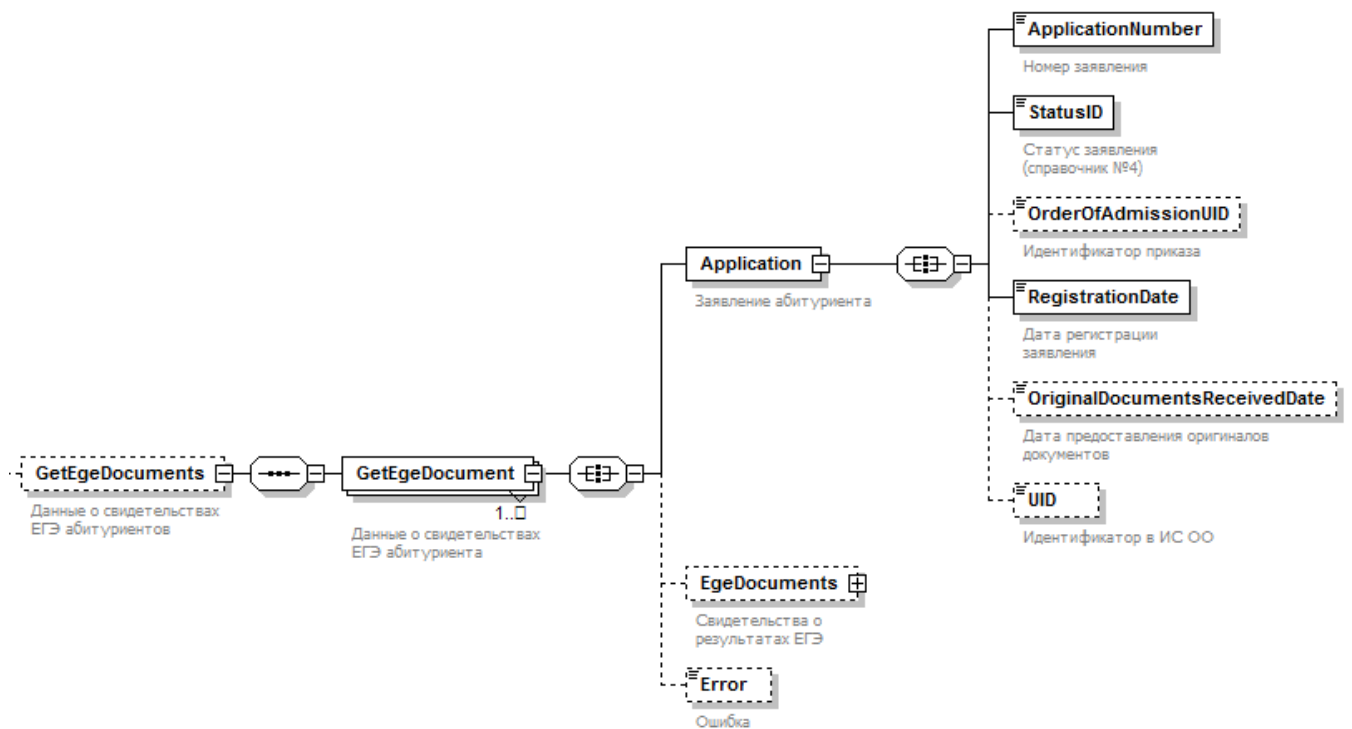 ApplicationNumber
Номер заявления
StatusID
Статус заявления
(справочник №4)
OrderOfAdmissionUID
Идентификатор приказа
Application
Заявление абитуриента
RegistrationDate
Дата регистрации
заявления
OriginalDocumentsReceivedDate
Дата предоставления оригиналов
документов
GetEgeDocuments
Данные о свидетельствах
ЕГЭ абитуриентов
GetEgeDocument
1..□
Данные о свидетельствах
ЕГЭ абитуриента
UID
Идентификатор в ИС ОО
EgeDocuments
Свидетельства о
результатах ЕГЭ
Error
Ошибка